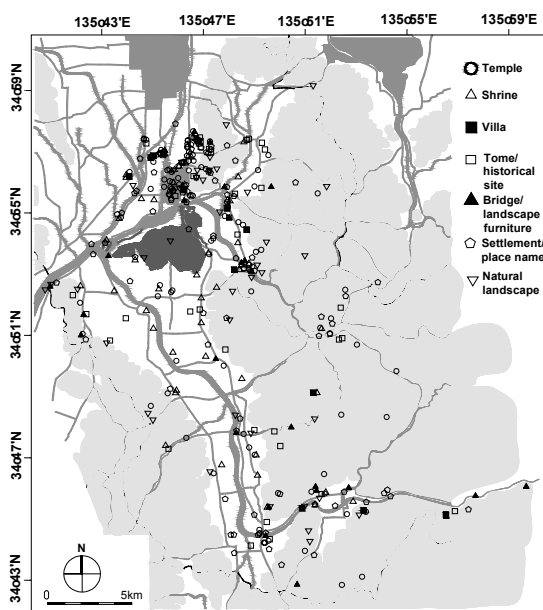 135o43'E 135o47'E 135o51'E 135o55'E 135o59'E
34o59'N
34o55'N
34o51'N
34o47'N
34o43'N
Temple
Shrine
Villa
Tome/
historical
site
Bridge/
landscape
furniture
Settlement/
place name
Natural
landscape
N
0 5km